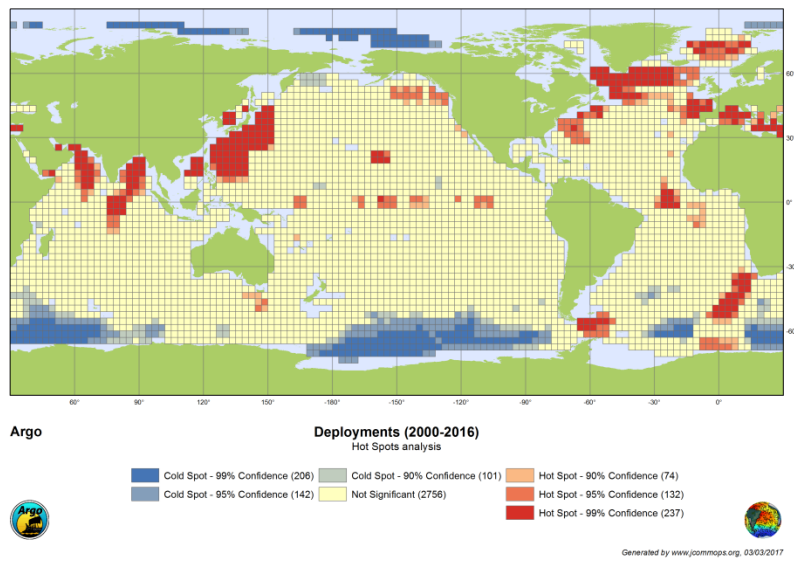 60
30
0°
-30
-60
60°
90°
120°
150°
-180°
-150°
-120°
-90°
-60°
-30°
0°
Argo
Deployments (2000-2016)
Hot Spots analysis
Cold Spot - 99% Confidence (206)
Cold Spot - 90% Confidence (101)
Hot Spot - 90% Confidence (74)
Cold Spot - 95% Confidence (142)
Not Significant (2756)
Hot Spot - 95% Confidence (132)
Hot Spot - 99% Confidence (237)
Argo
Generated by www.jcommops.org, 03/03/2017